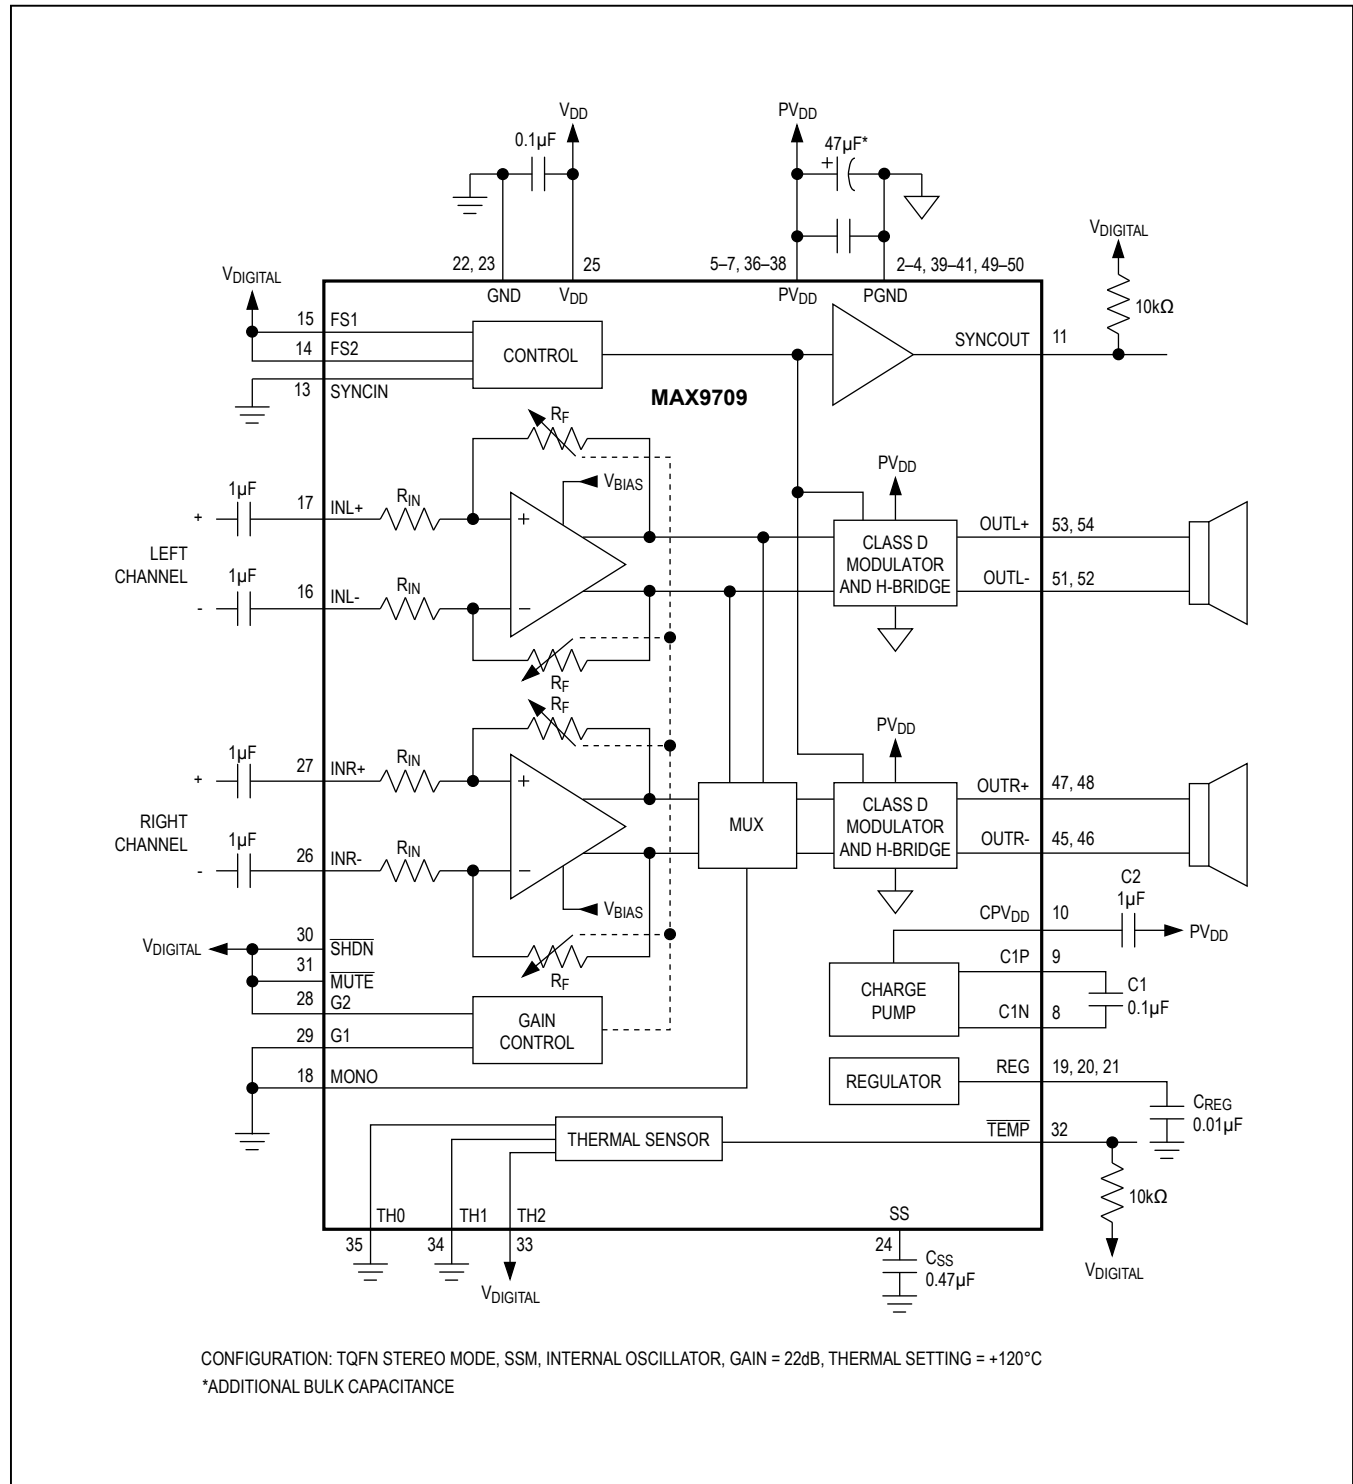 VDD
PVDD
0.1µF
47µF*
+
VDIGITAL
22, 23
25
5–7, 36–38
2–4, 39–41, 49–50
VDIGITAL
GND
VDD
PVDD
PGND
10kΩ
15
FS1
14
FS2
13
SYNCIN
CONTROL
SYNCOUT
11
MAX9709
RF
VBIAS
PVDD
1µF
17
INL+
RIN
+
+
OUTL+
53, 54
LEFT
CHANNEL
CLASS D
MODULATOR
AND H-BRIDGE
1µF
16
INL-
RIN
-
−
OUTL-
51, 52
RF
RF
PVDD
1µF
27
INR+
RIN
+
+
OUTR+
47, 48
RIGHT
CHANNEL
MUX
CLASS D
MODULATOR
AND H-BRIDGE
1µF
26
INR-
RIN
-
−
OUTR-
45, 46
VBIAS
C2
1µF
CPVDD
10
PVDD
VDIGITAL
30
SHDN
31
MUTE
RF
28
G2
29
G1
18
MONO
GAIN
CONTROL
CHARGE
PUMP
C1P
9
C1N
8
C1
0.1µF
REGULATOR
REG
19, 20, 21
CREG
0.01µF
THERMAL SENSOR
TEMP
32
10kΩ
VDIGITAL
TH0
TH1
TH2
SS
35
34
33
24
VDIGITAL
CSS
0.47µF
CONFIGURATION: TQFN STEREO MODE, SSM, INTERNAL OSCILLATOR, GAIN = 22dB, THERMAL SETTING = +120°C
*ADDITIONAL BULK CAPACITANCE